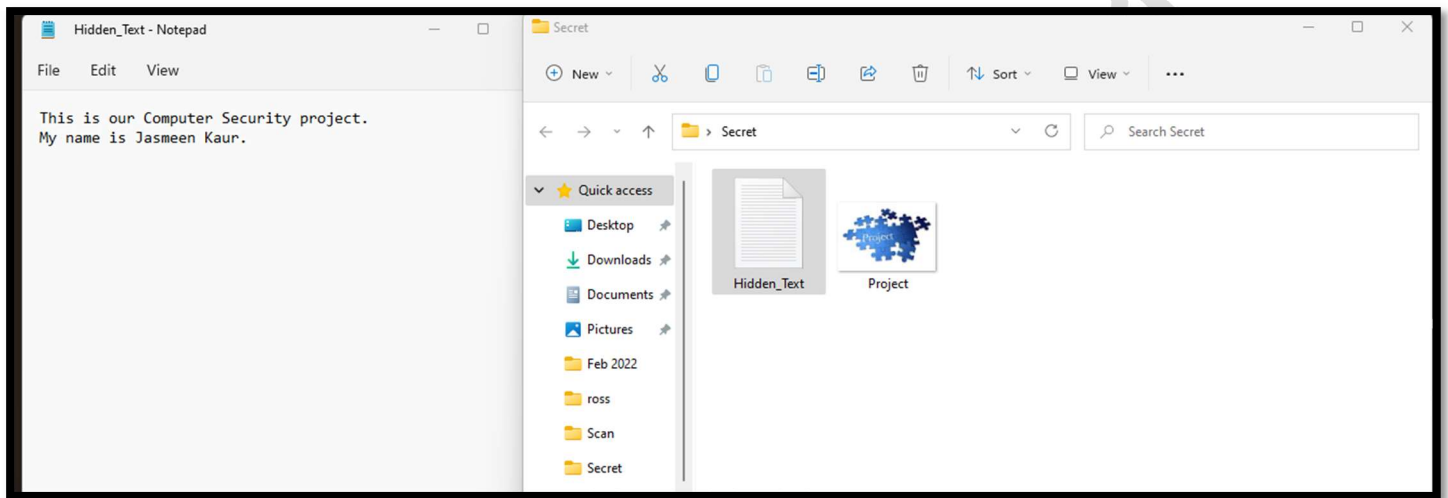 Hidden_Text - Notepad
File Edit View
This is our Computer Security project.
My name is Jasmeen Kaur.
Secret
New Sort View
Secret Search Secret
Quick access
Desktop
Downloads
Documents
Pictures
Feb 2022
ross
Scan
Secret
Project
Hidden_Text Project